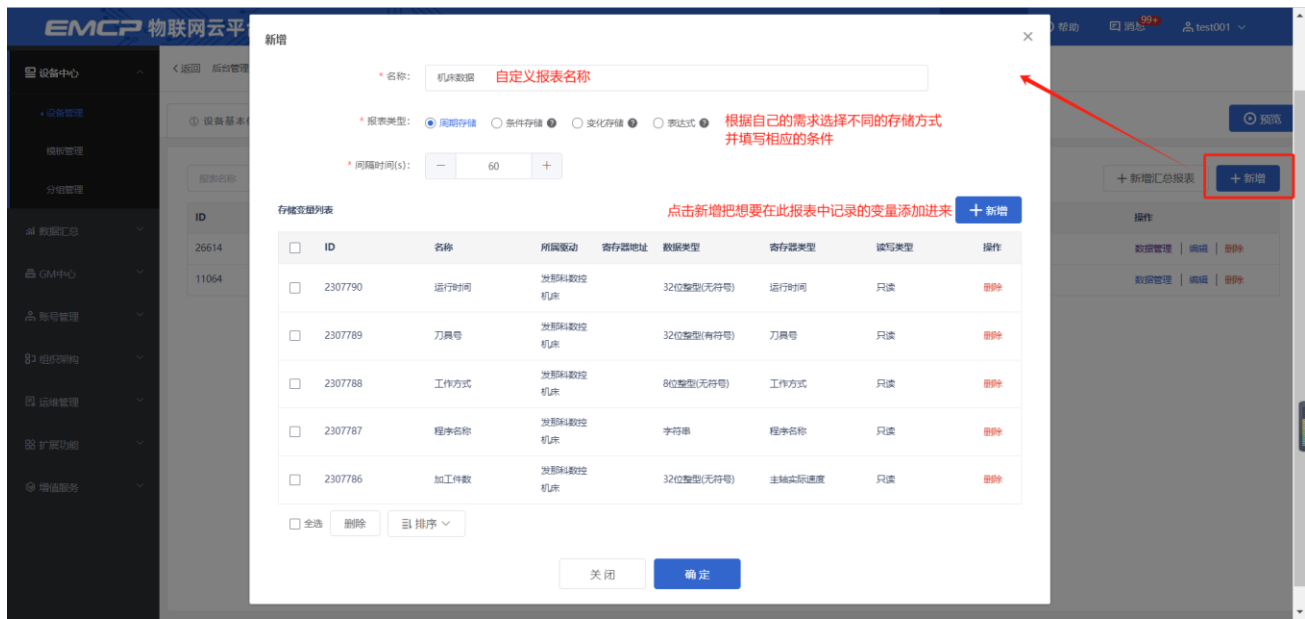 EMCP 物联网云平
新增
帮助
消息 99+
test001
设备中心
设备管理
模板管理
分组管理
数据汇总
GM中心
账号管理
组织架构
运维管理
扩展功能
增值服务
返回 后台管理
① 设备基本
预览
报表名称
+ 新增汇总报表
+ 新增
ID
操作
26614
数据管理 | 编辑 | 删除
11064
数据管理 | 编辑 | 删除
* 名称: 机床数据 自定义报表名称
* 报表类型: 周期存储 条件存储 变化存储 表达式 根据自己的需求选择不同的存储方式
并填写相应的条件
* 间隔时间(s): − 60 +
存储变量列表 点击新增把想要在此报表中记录的变量添加进来 + 新增
ID 名称 所属驱动 寄存器地址 数据类型 寄存器类型 读写类型 操作
2307790 运行时间 发那科数控机床 32位整型(无符号) 运行时间 只读 删除
2307789 刀具号 发那科数控机床 32位整型(有符号) 刀具号 只读 删除
2307788 工作方式 发那科数控机床 8位整型(无符号) 工作方式 只读 删除
2307787 程序名称 发那科数控机床 字符串 程序名称 只读 删除
2307786 加工件数 发那科数控机床 32位整型(无符号) 主轴实际速度 只读 删除
全选 删除 排序
关闭 确定